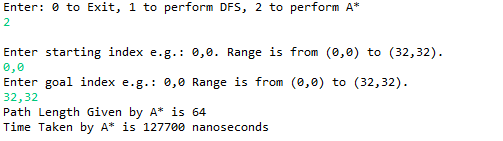 Enter: 0 to Exit, 1 to perform DFS, 2 to perform A*
2
Enter starting index e.g.: 0,0. Range is from (0,0) to (32,32).
0,0
Enter goal index e.g.: 0,0 Range is from (0,0) to (32,32).
32,32
Path Length Given by A* is 64
Time Taken by A* is 127700 nanoseconds